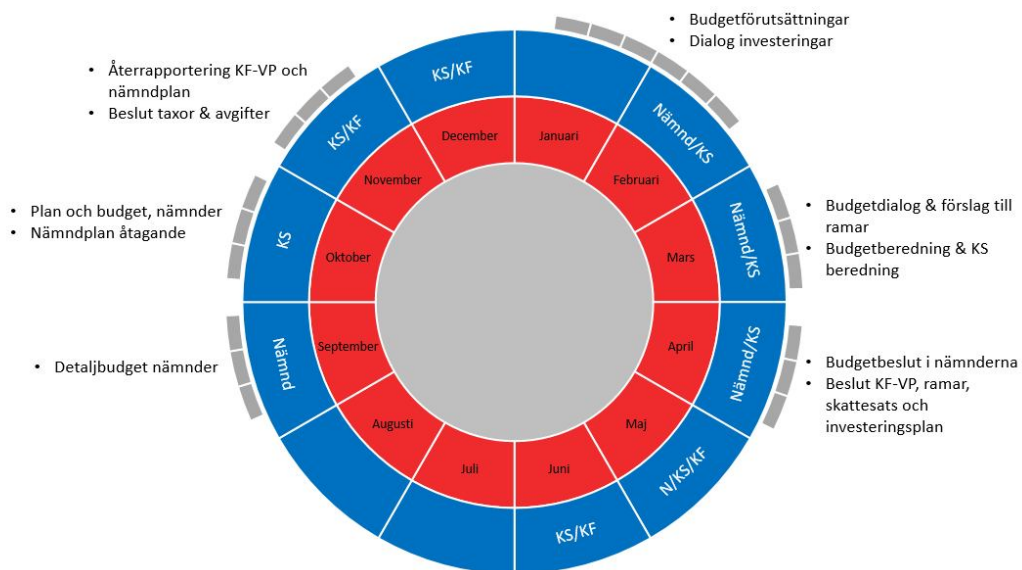 Budgetförutsättningar
Dialog investeringar
Återrapportering KF-VP och
nämndplan
Beslut taxor & avgifter
Plan och budget, nämnder
Nämndplan åtagande
Detaljbudget nämnder
Budgetdialog & förslag till
ramar
Budgetberedning & KS
beredning
Budgetbeslut i nämnderna
Beslut KF-VP, ramar,
skattesats och
investeringsplan
Nämnd/KS
Nämnd/KS
Nämnd/KS
N/KS/KF
KS/KF
Nämnd
KS
KS/KF
KS/KF
Januari
Februari
Mars
April
Maj
Juni
Juli
Augusti
September
Oktober
November
December